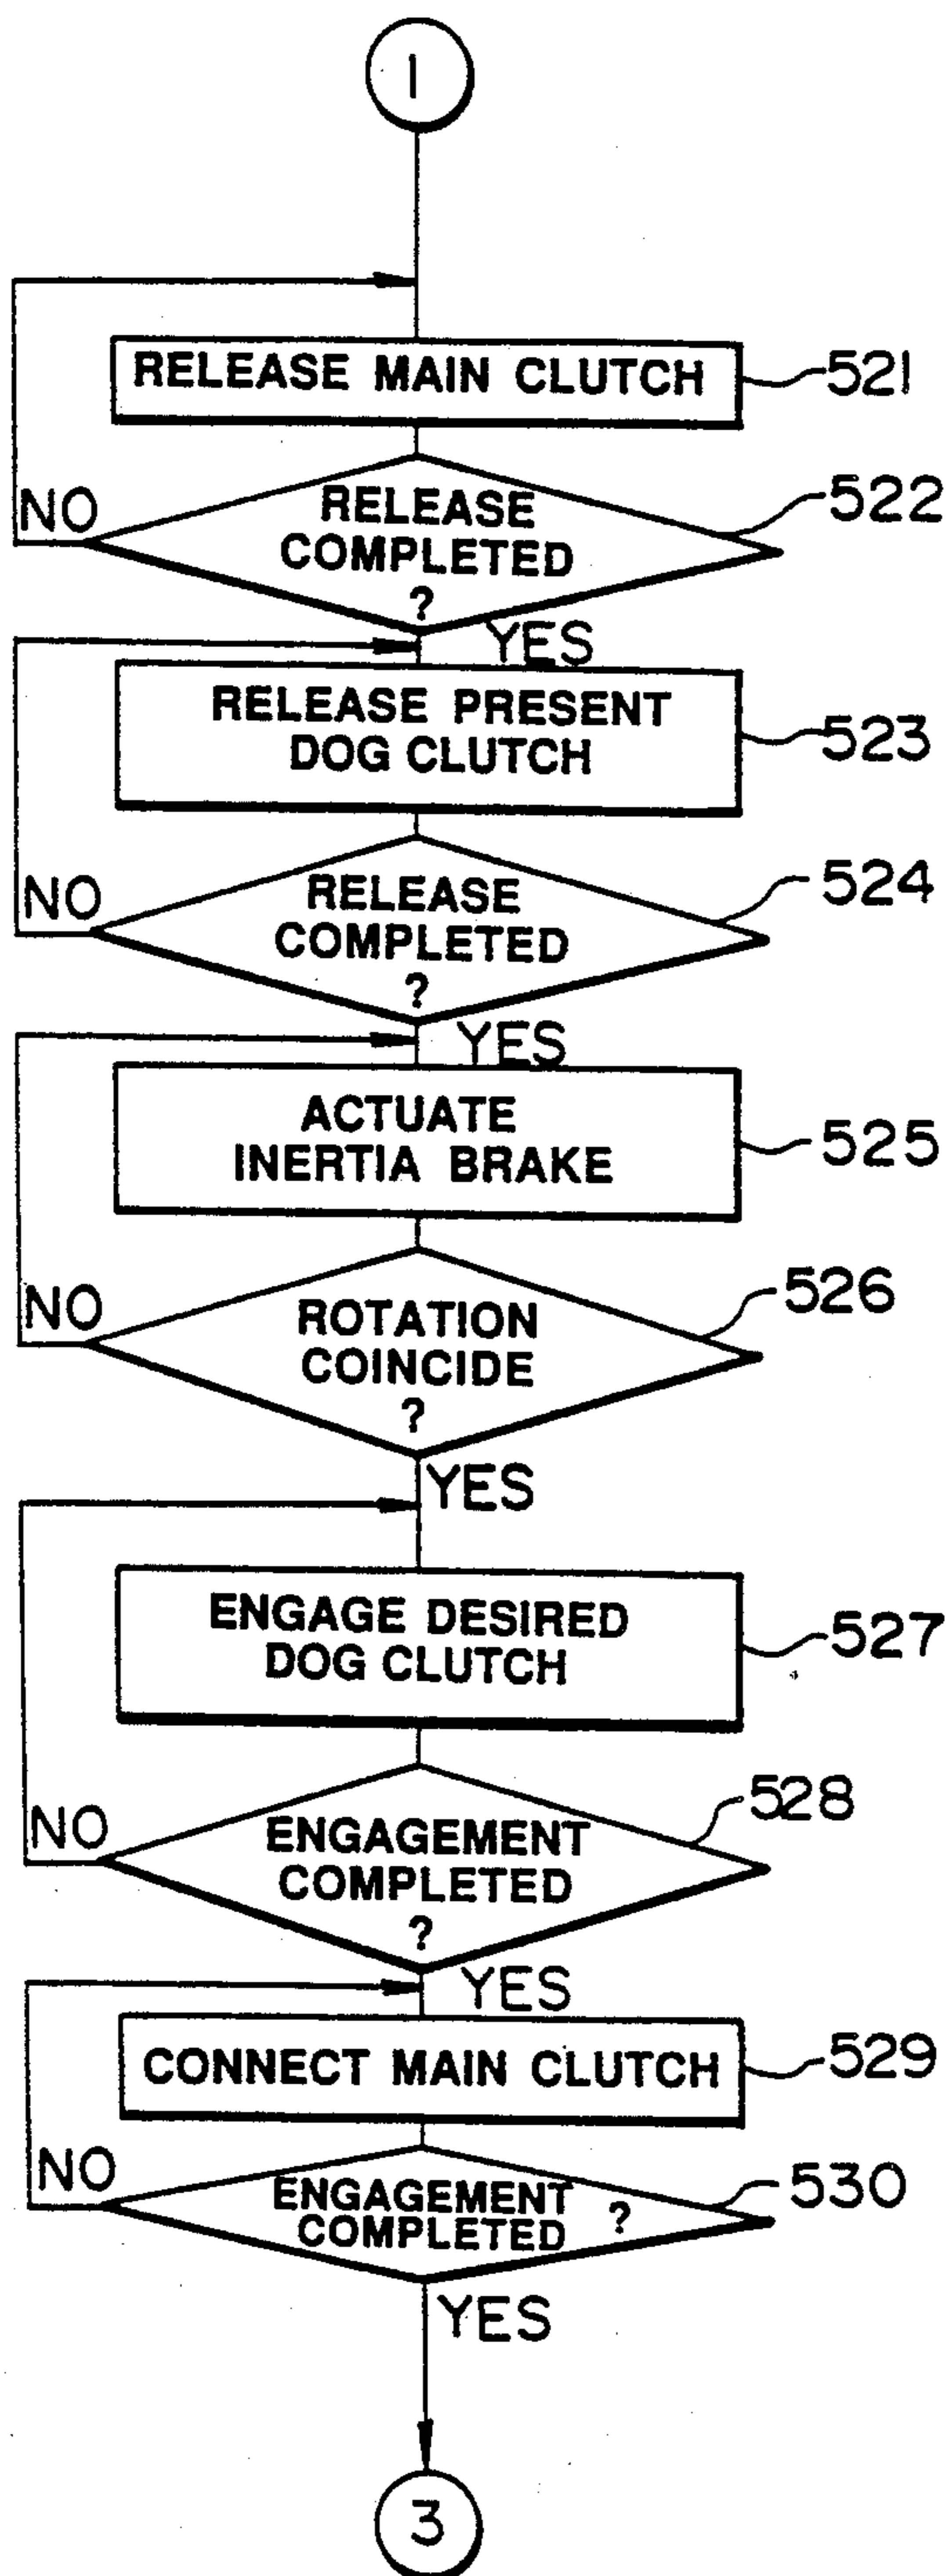 1
RELEASE MAIN CLUTCH
521
522
RELEASE
COMPLETED
?
NO
YES
RELEASE PRESENT
DOG CLUTCH
523
524
RELEASE
COMPLETED
?
NO
YES
ACTUATE
INERTIA BRAKE
525
526
ROTATION
COINCIDE
?
NO
YES
ENGAGE DESIRED
DOG CLUTCH
527
528
ENGAGEMENT
COMPLETED
?
NO
YES
CONNECT MAIN CLUTCH
529
530
ENGAGEMENT
COMPLETED ?
NO
YES
3